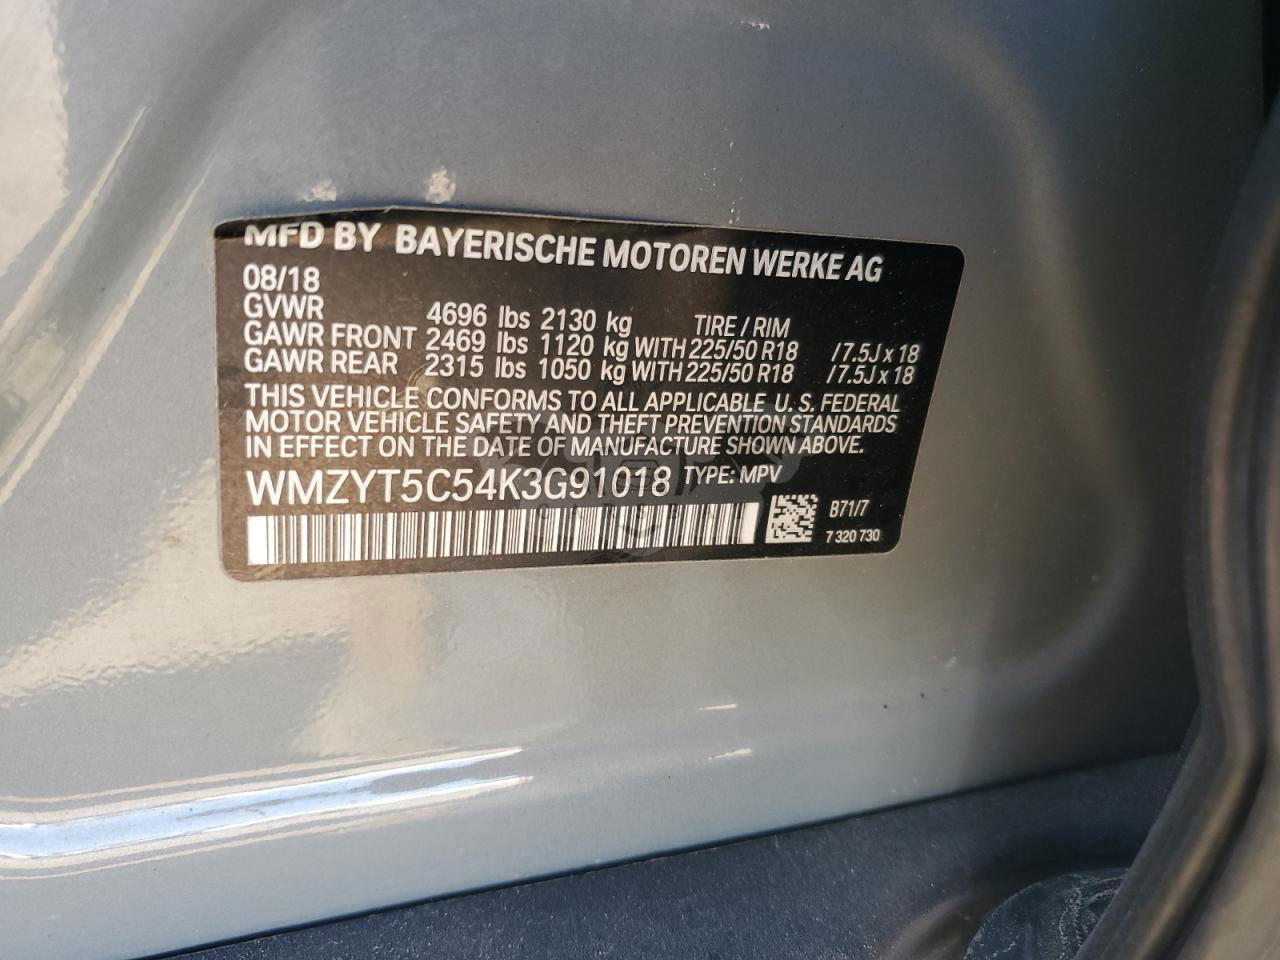 MFD BY BAYERISCHE MOTOREN WERKE AG
08/18
GVWR 4696 lbs 2130 kg TIRE / RIM
GAWR FRONT 2469 lbs 1120 kg WITH 225/50 R18 /7.5J x 18
GAWR REAR 2315 lbs 1050 kg WITH 225/50 R18 /7.5J x 18
THIS VEHICLE CONFORMS TO ALL APPLICABLE U. S. FEDERAL
MOTOR VEHICLE SAFETY AND THEFT PREVENTION STANDARDS
IN EFFECT ON THE DATE OF MANUFACTURE SHOWN ABOVE.
WMZYT5C54K3G91018 TYPE: MPV
B71/7
7 320 730